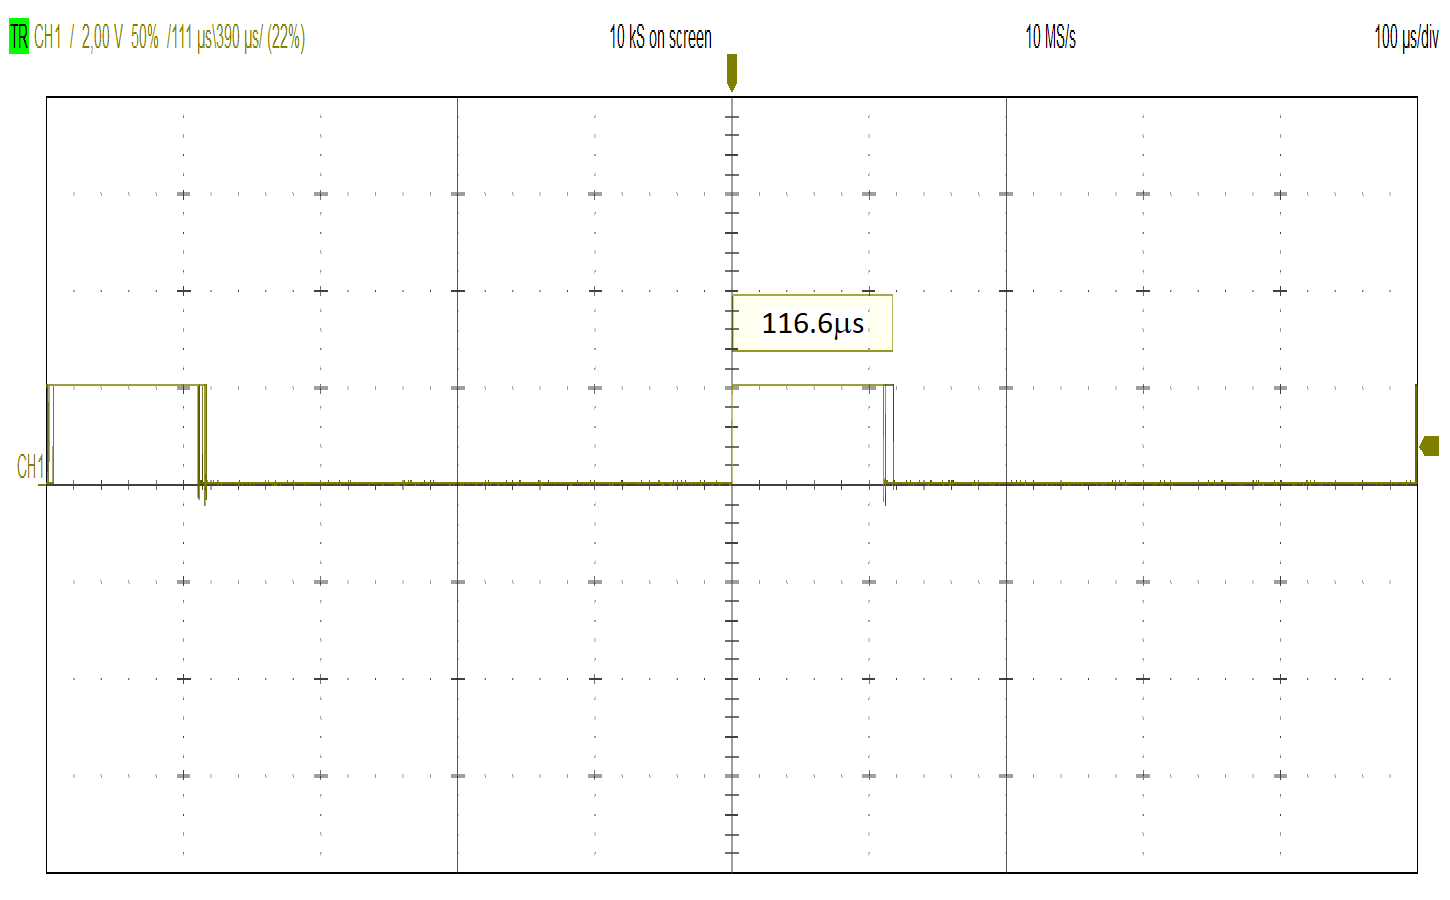 TR CH1 / 2,00 V 50% /111 µs\390 µs/ (22%) 10 kS on screen 10 MS/s 100 µs/div
116.6µs
CH1